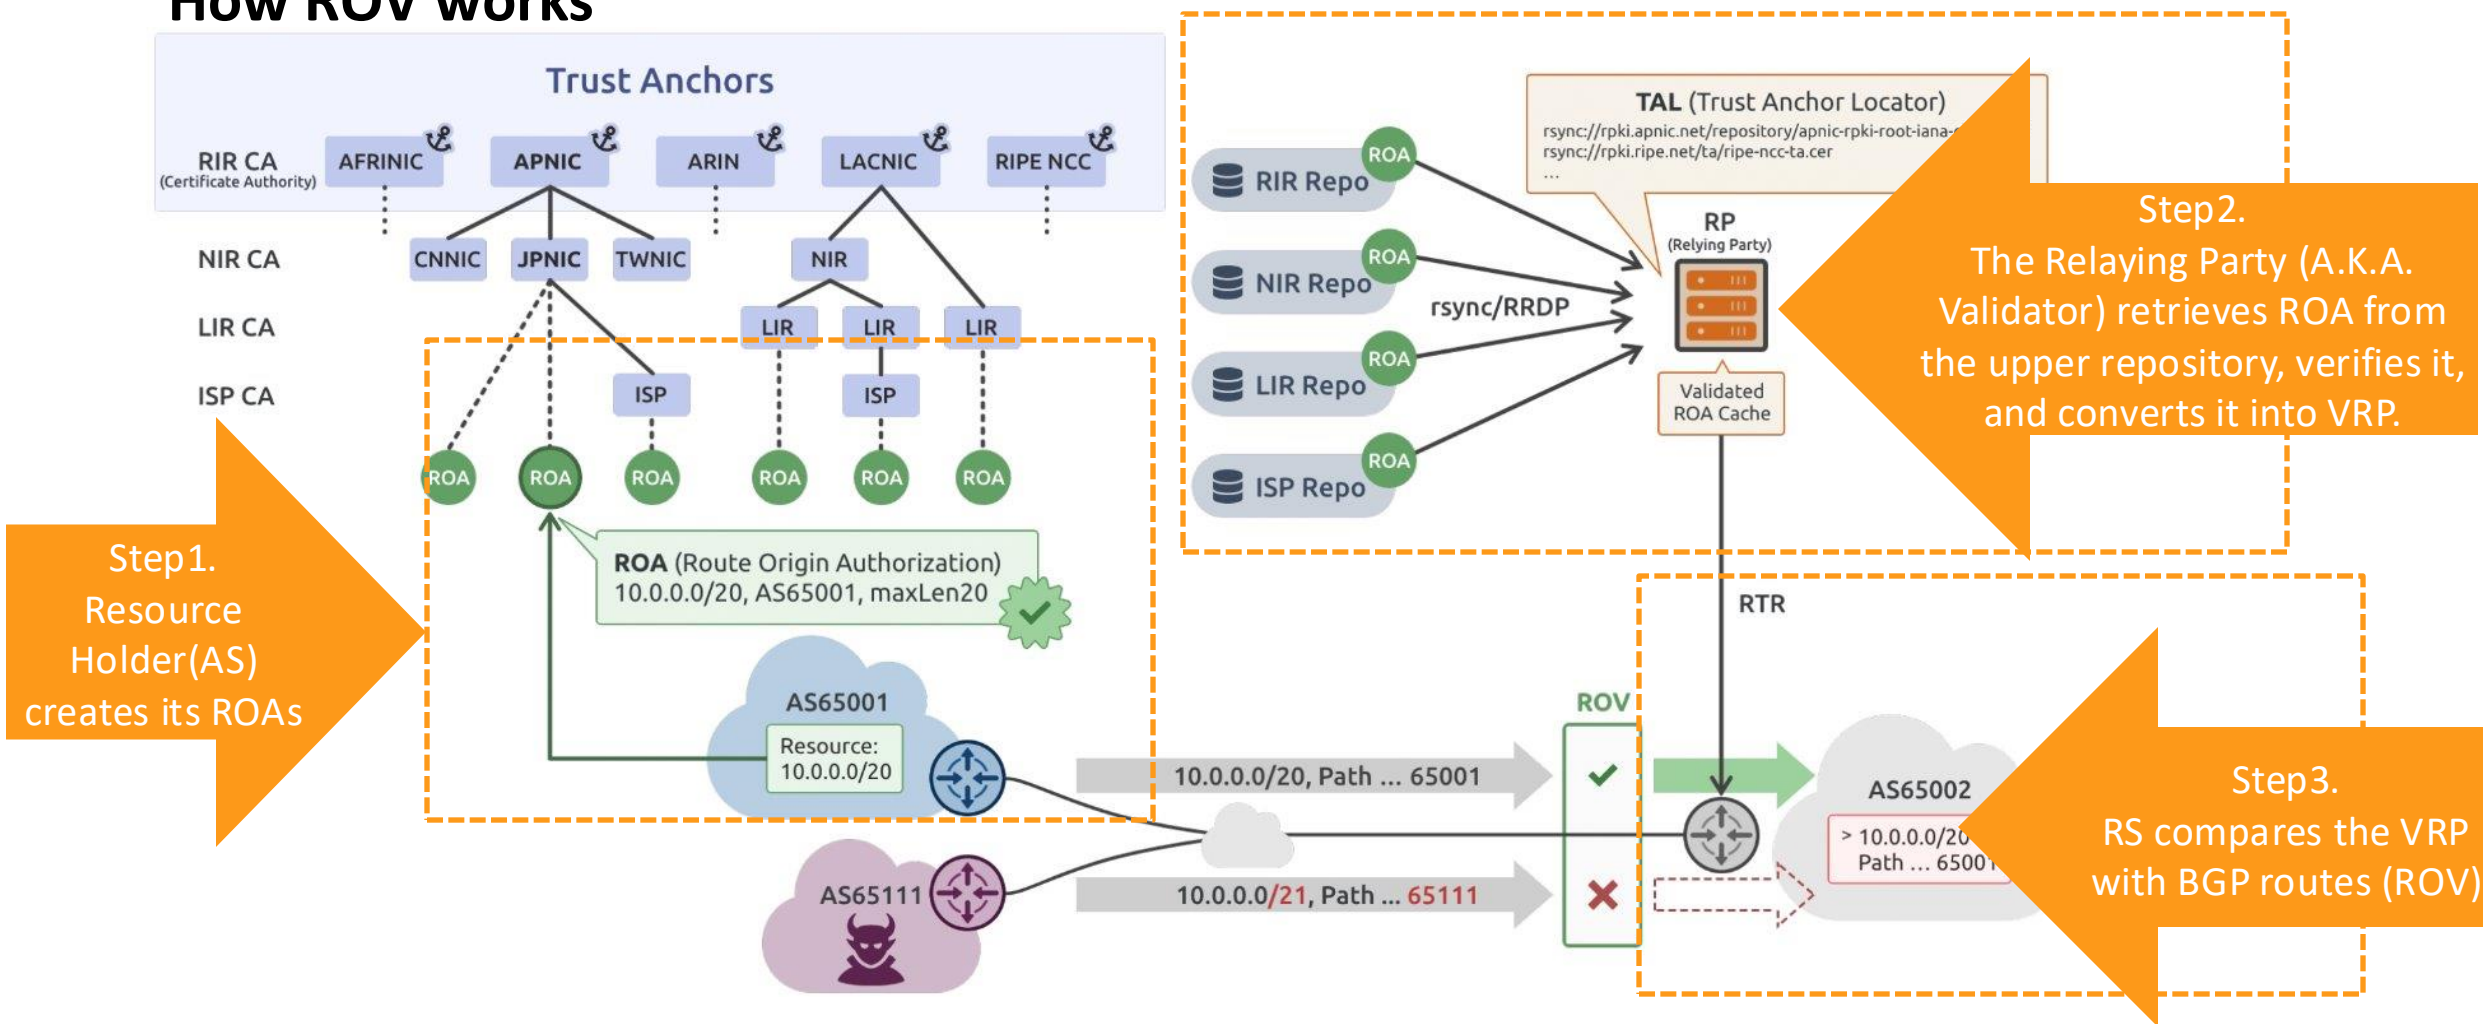 How ROV works
Trust Anchors
RIR CA
(Certificate Authority)
AFRINIC
APNIC
ARIN
LACNIC
RIPE NCC
NIR CA
CNNIC
JPNIC
TWNIC
NIR
LIR CA
LIR
LIR
LIR
ISP CA
ISP
ISP
ROA
ROA
ROA
ROA
ROA
ROA
Step1.
Resource
Holder(AS)
creates its ROAs
ROA (Route Origin Authorization)
10.0.0.0/20, AS65001, maxLen20
AS65001
Resource:
10.0.0.0/20
AS65111
RIR Repo
ROA
NIR Repo
ROA
LIR Repo
ROA
ISP Repo
ROA
rsync/RRDP
TAL (Trust Anchor Locator)
rsync://rpki.apnic.net/repository/apnic-rpki-root-iana-
rsync://rpki.ripe.net/ta/ripe-ncc-ta.cer
...
RP
(Relying Party)
Validated
ROA Cache
Step2.
The Relaying Party (A.K.A.
Validator) retrieves ROA from
the upper repository, verifies it,
and converts it into VRP.
RTR
ROV
10.0.0.0/20, Path ... 65001
10.0.0.0/21, Path ... 65111
AS65002
> 10.0.0.0/20
Path ... 65001
Step3.
RS compares the VRP
with BGP routes (ROV)